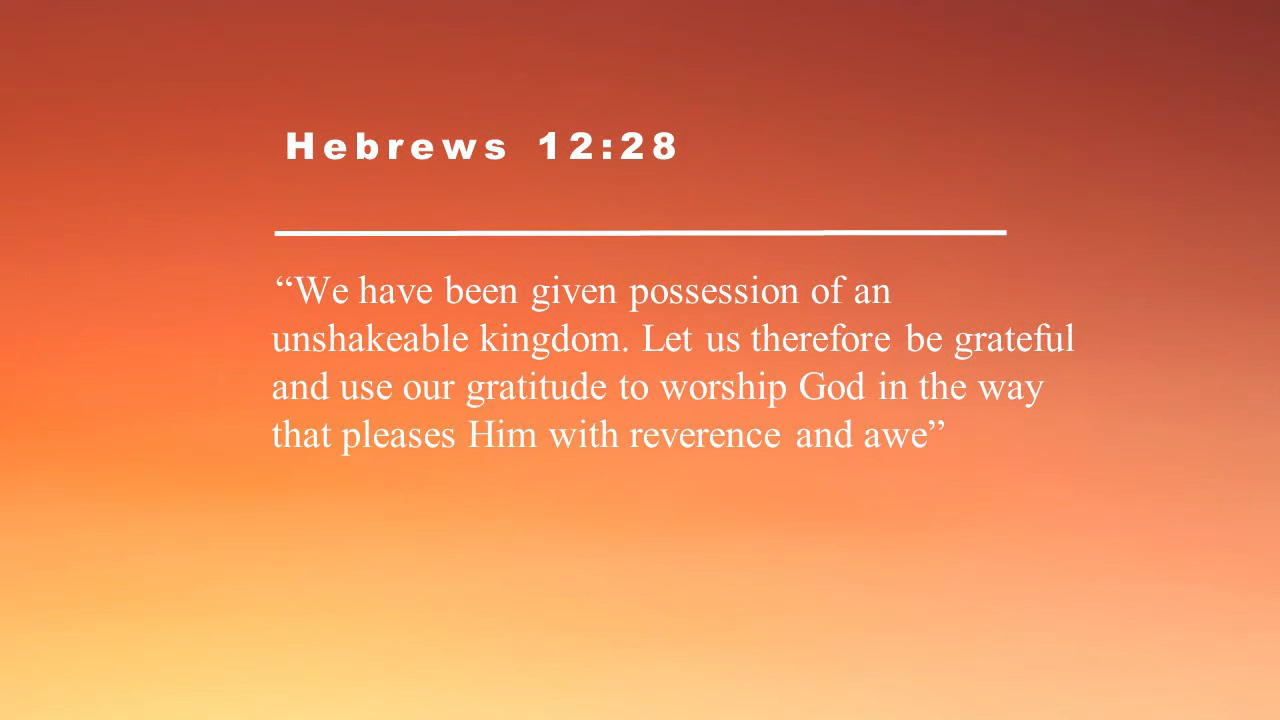 Hebrews 12:28
“We have been given possession of an
unshakeable kingdom. Let us therefore be grateful
and use our gratitude to worship God in the way
that pleases Him with reverence and awe”